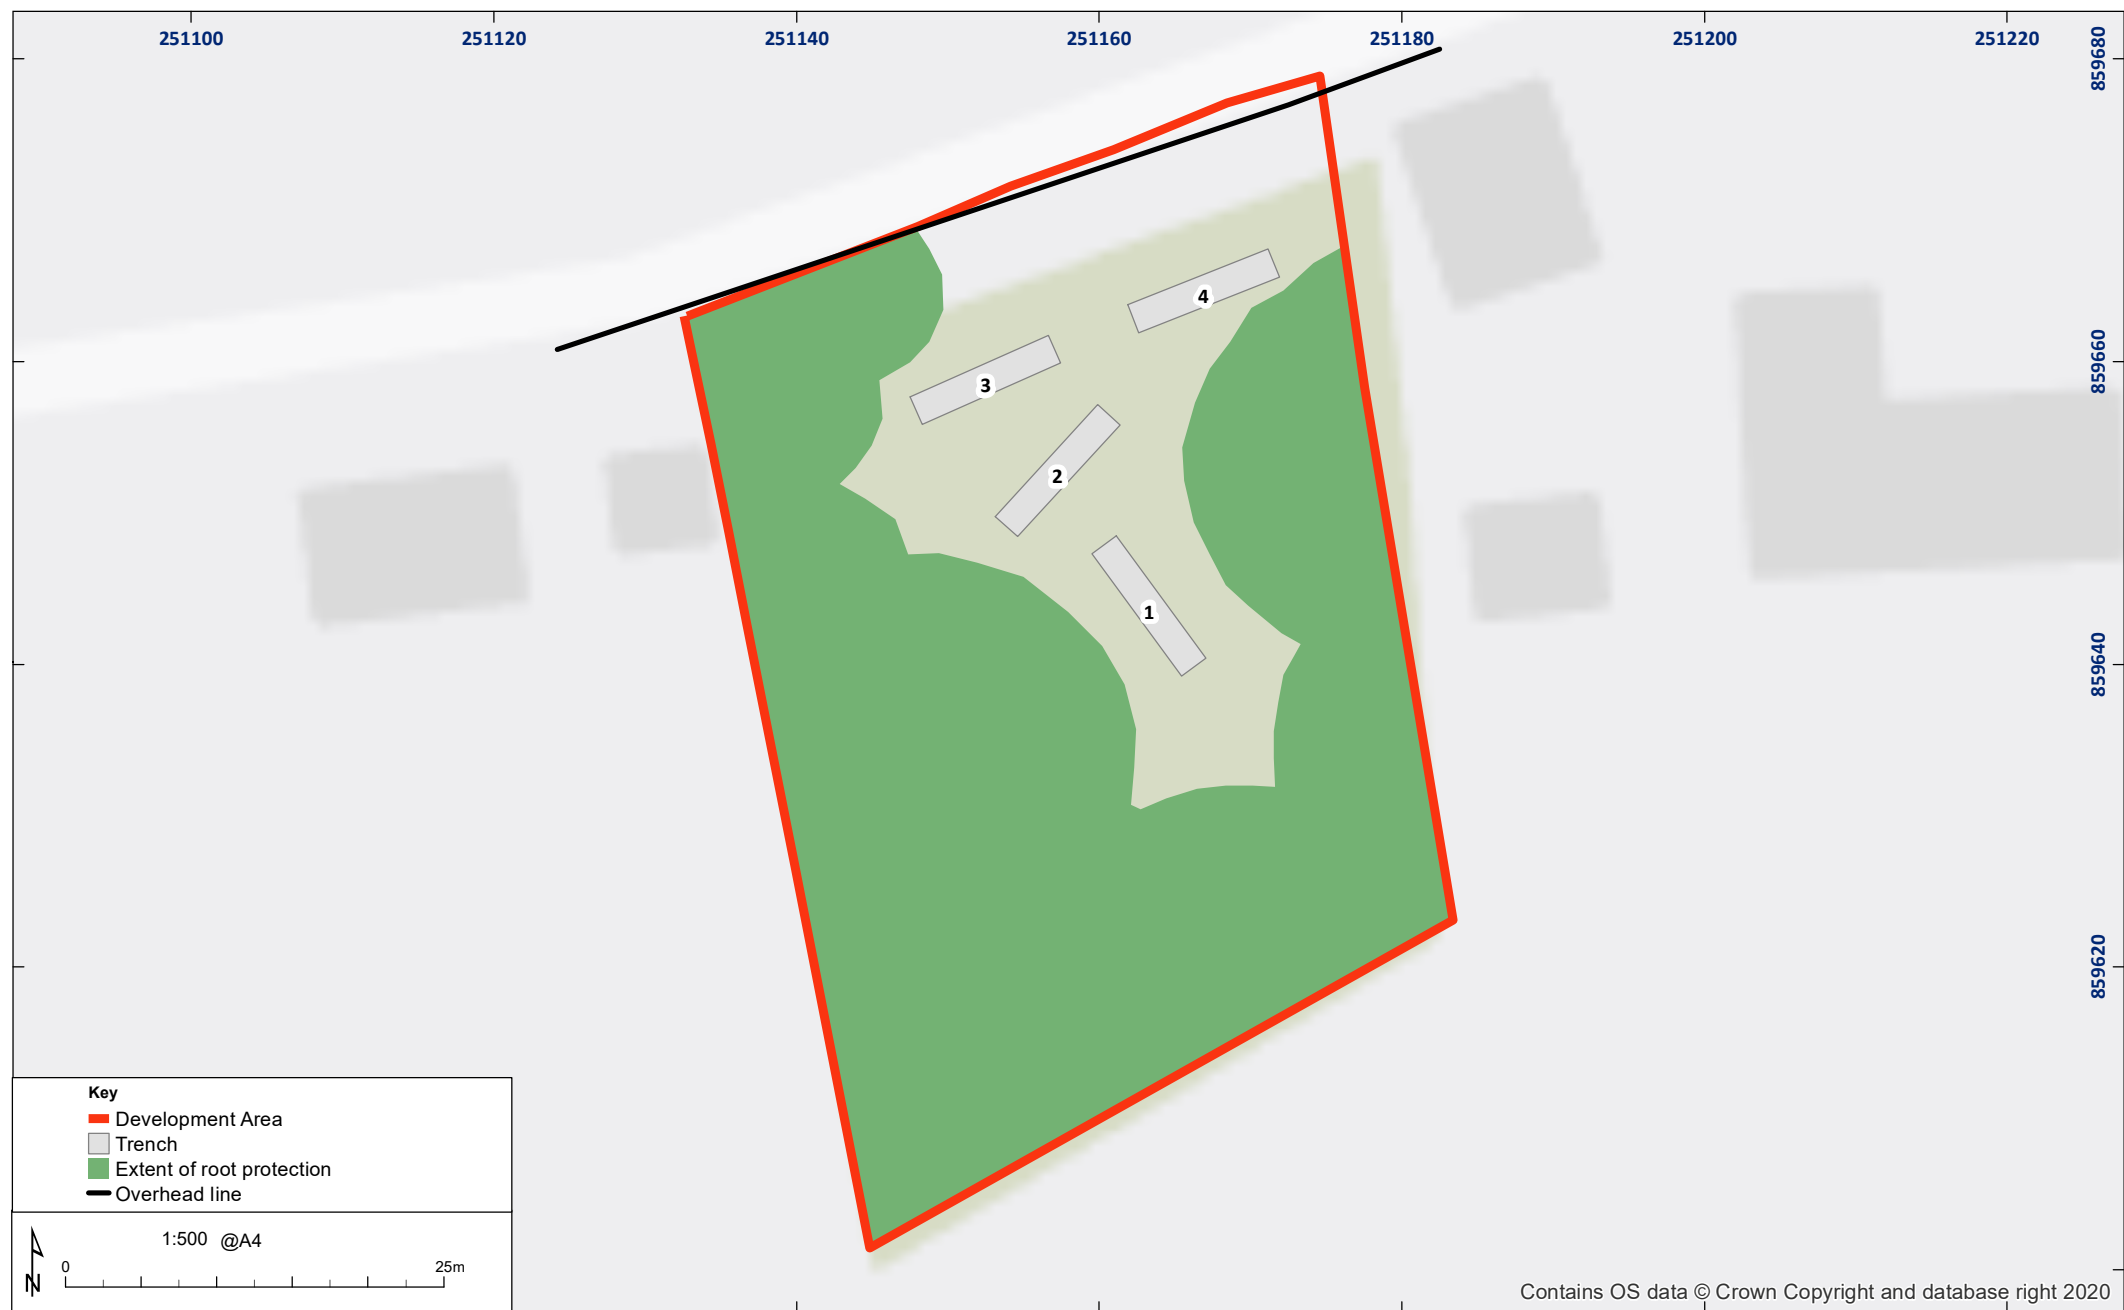 251100 251120 251140 251160 251180 251200 251220
859680
859660
859640
859620
4
3
2
1
Key
Development Area
Trench
Extent of root protection
Overhead line
1:500 @A4
0 25m
N
Contains OS data © Crown Copyright and database right 2020